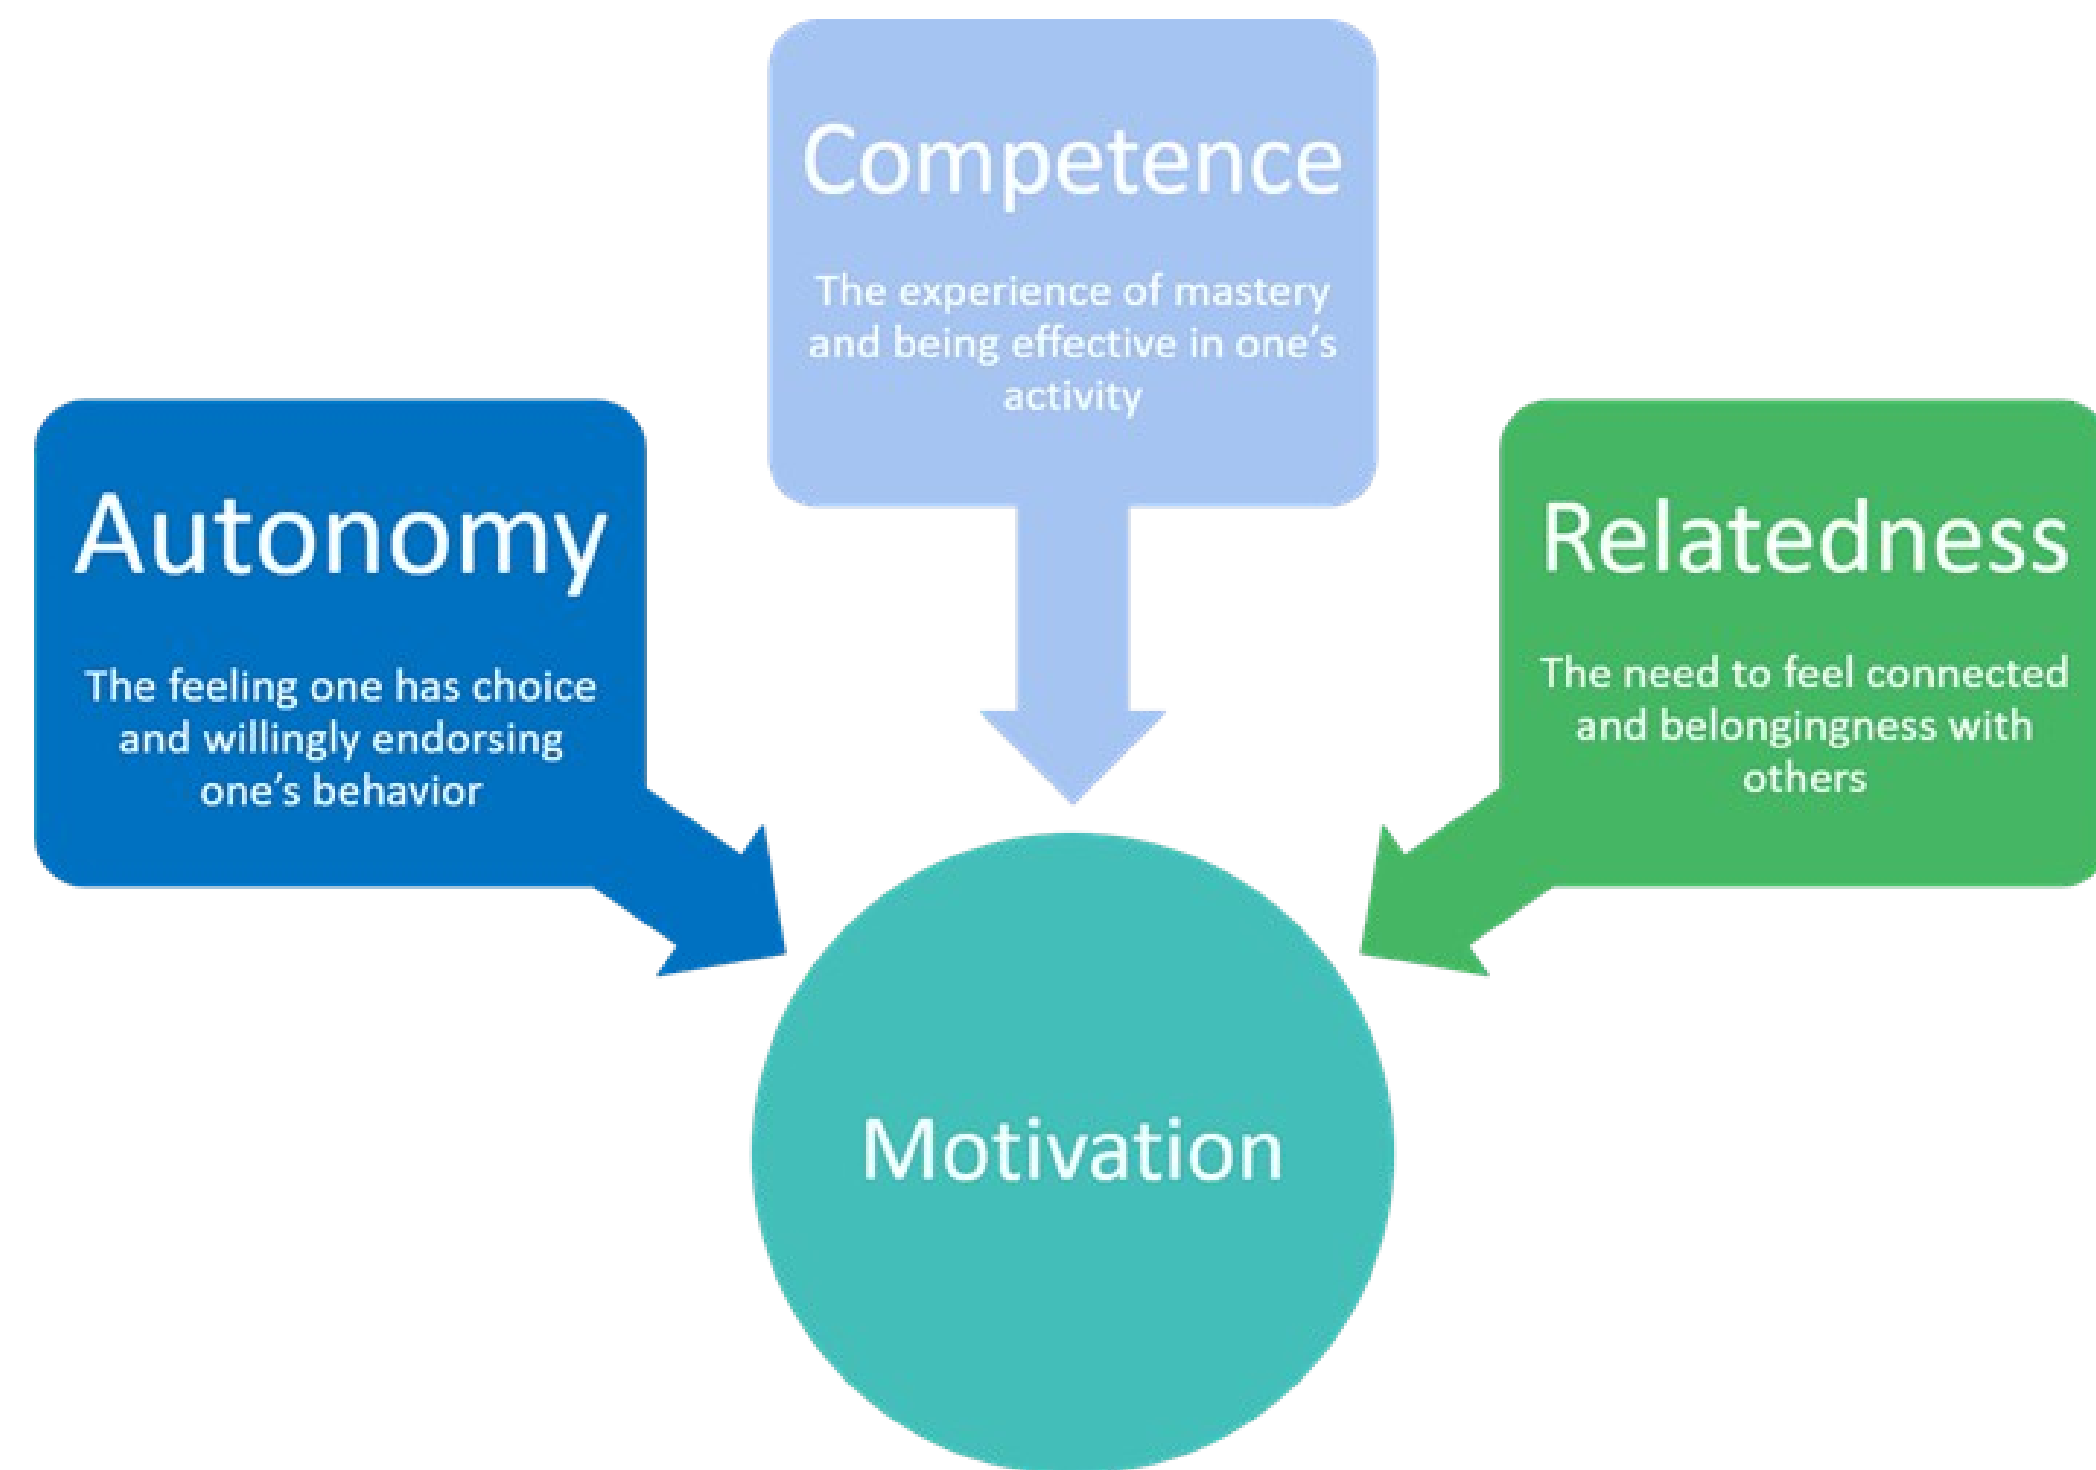 Competence
The experience of mastery
and being effective in one's
activity
Autonomy
The feeling one has choice
and willingly endorsing
one's behavior
Relatedness
The need to feel connected
and belongingness with
others
Motivation